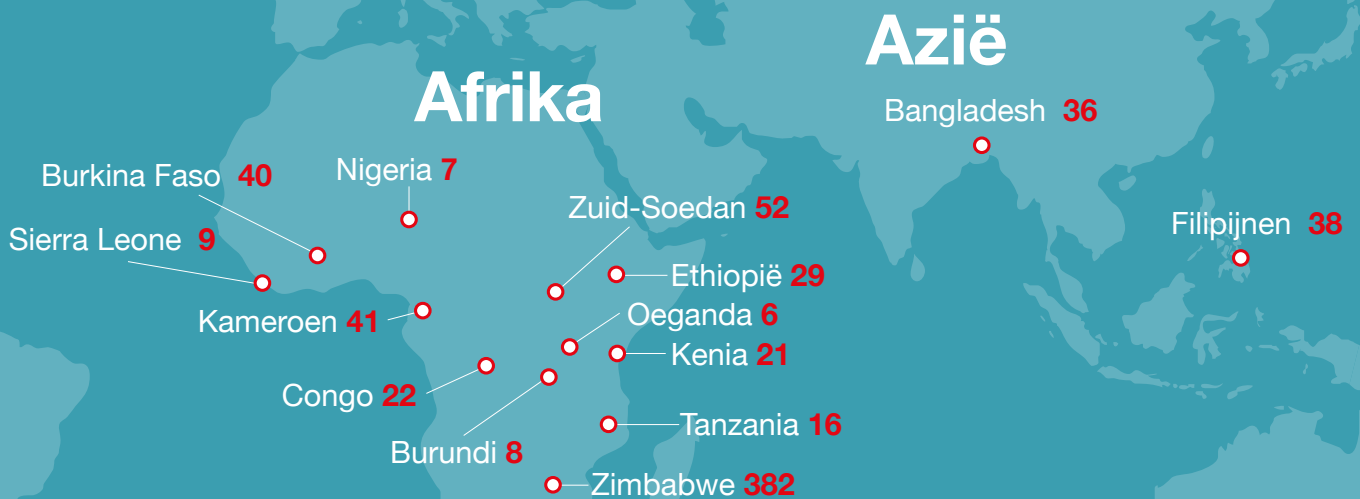 Azië
Afrika
Bangladesh 36
Nigeria 7
Burkina Faso 40
Zuid-Soedan 52
Filipijnen 38
Sierra Leone 9
Ethiopië 29
Oeganda 6
Kameroen 41
Kenia 21
Congo 22
Tanzania 16
Burundi 8
Zimbabwe 382